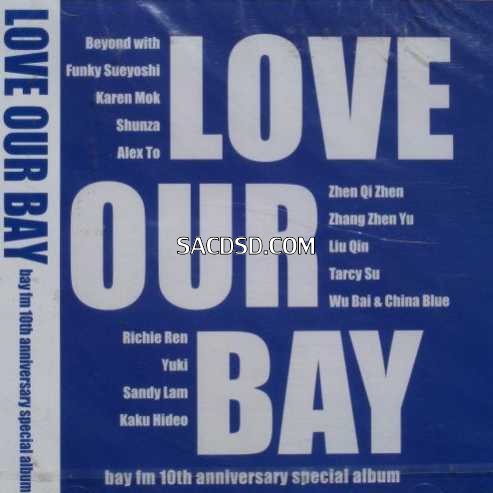 LOVE OUR BAY
bay fm 10th anniversary special album
Beyond with
Funky Sueyoshi
Karen Mok
Shunza
Alex To
LOVE
OUR
Zhen Qi Zhen
Zhang Zhen Yu
Liu Qin
Tarcy Su
Wu Bai & China Blue
SACDSD.COM
Richie Ren
Yuki
Sandy Lam
Kaku Hideo
BAY
bay fm 10th anniversary special album